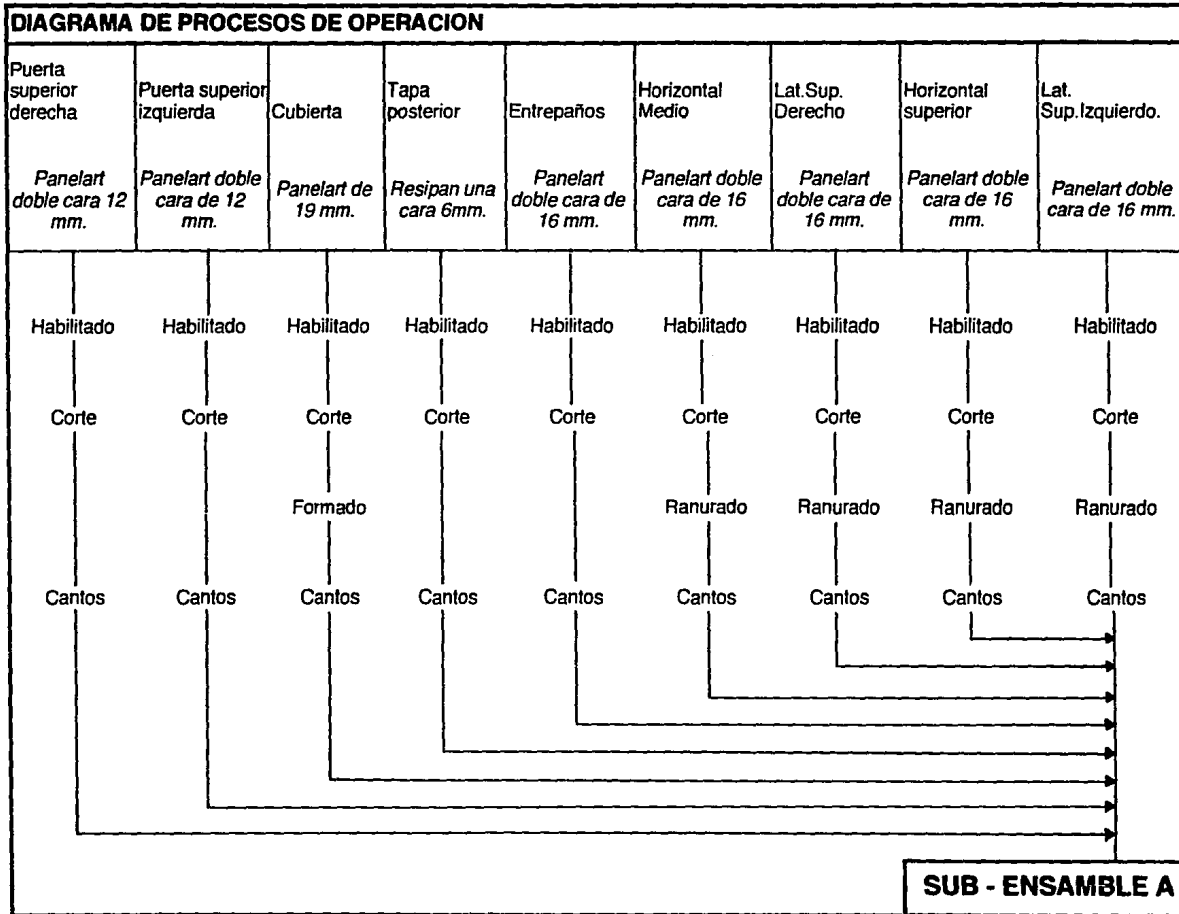 DIAGRAMA DE PROCESOS DE OPERACION
Puerta
superior
derecha
Panelart
doble cara 12
mm.
Puerta superior
izquierda
Panelart doble
cara de 12
mm.
Cubierta
Panelart de
19 mm.
Tapa
posterior
Resipan una
cara 6mm.
Entrepaños
Panelart
doble cara de
16 mm.
Horizontal
Medio
Panelart doble
cara de 16
mm.
Lat.Sup.
Derecho
Panelart
doble cara de
16 mm.
Horizontal
superior
Panelart doble
cara de 16
mm.
Lat.
Sup.Izquierdo.
Panelart doble
cara de 16 mm.
Habilitado Habilitado Habilitado Habilitado Habilitado Habilitado Habilitado Habilitado Habilitado
Corte Corte Corte Corte Corte Corte Corte Corte Corte
Formado Ranurado Ranurado Ranurado Ranurado
Cantos Cantos Cantos Cantos Cantos Cantos Cantos Cantos Cantos
SUB - ENSAMBLE A